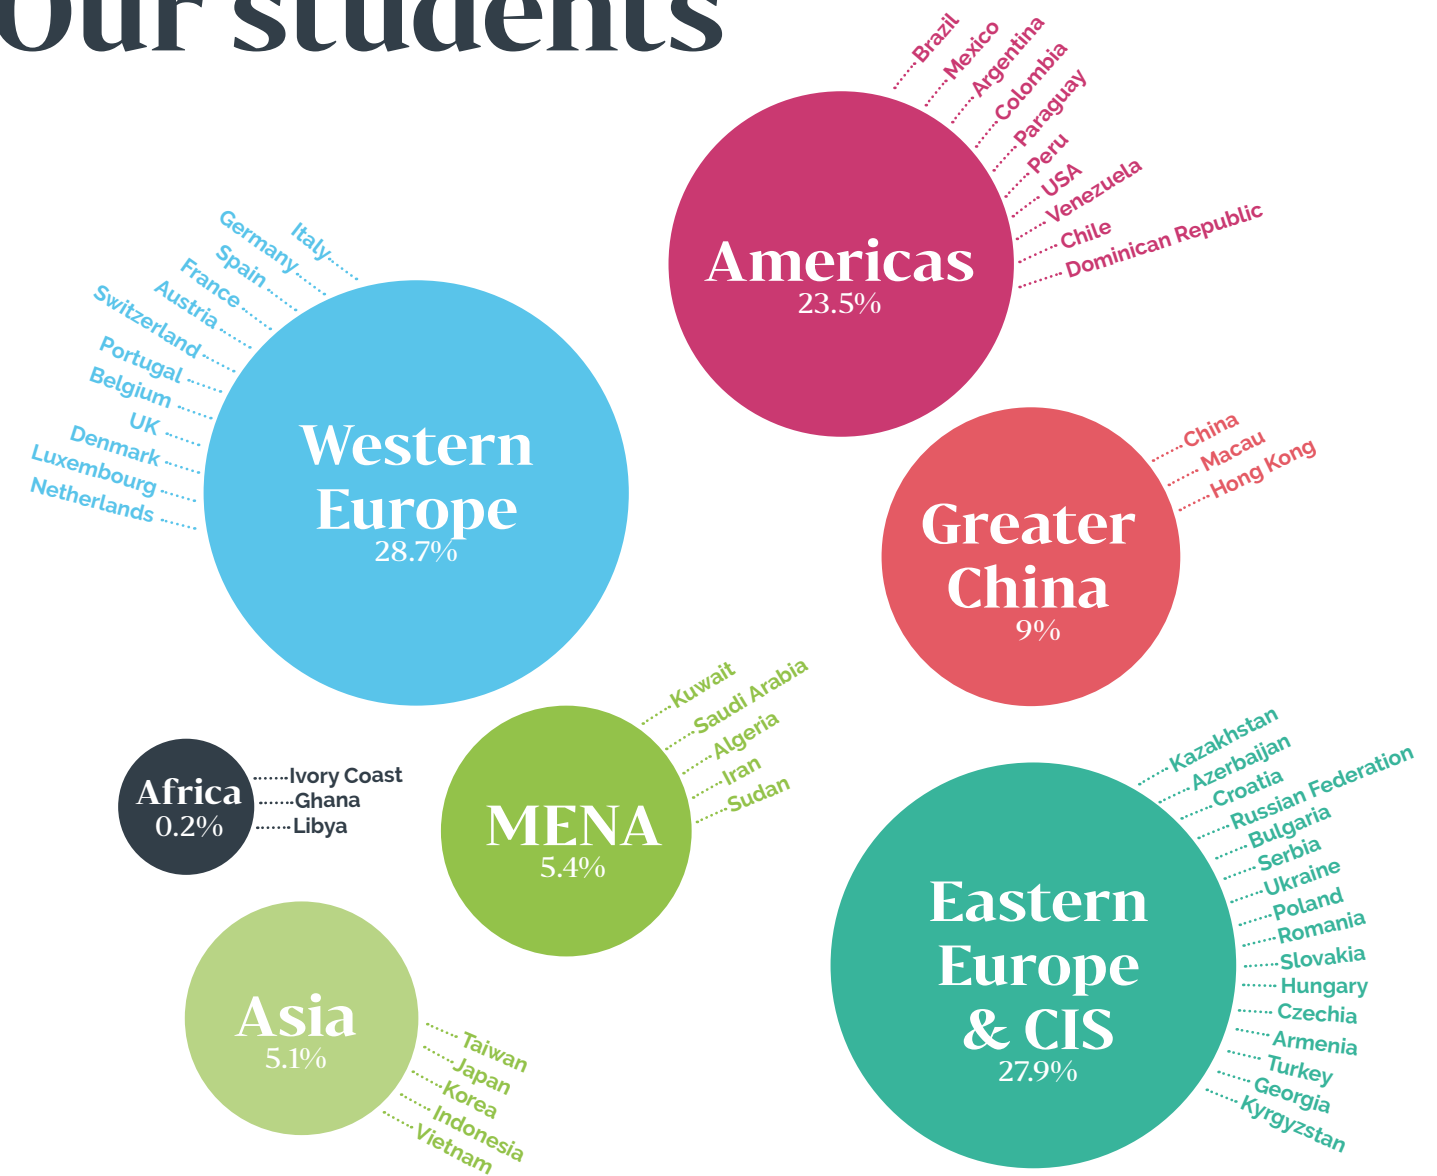 Our students
Brazil
Mexico
Argentina
Colombia
Paraguay
Peru
USA
Venezuela
Chile
Dominican Republic
Americas
23.5%
Italy
Germany
Spain
France
Austria
Switzerland
Portugal
Belgium
UK
Denmark
Luxembourg
Netherlands
Western
Europe
28.7%
China
Macau
Hong Kong
Greater
China
9%
Kuwait
Saudi Arabia
Algeria
Iran
Sudan
MENA
5.4%
Africa
0.2%
Ivory Coast
Ghana
Libya
Kazakhstan
Azerbaijan
Croatia
Russian Federation
Bulgaria
Serbia
Ukraine
Poland
Romania
Slovakia
Hungary
Czechia
Armenia
Turkey
Georgia
Kyrgyzstan
Eastern
Europe
& CIS
27.9%
Asia
5.1%
Taiwan
Japan
Korea
Indonesia
Vietnam